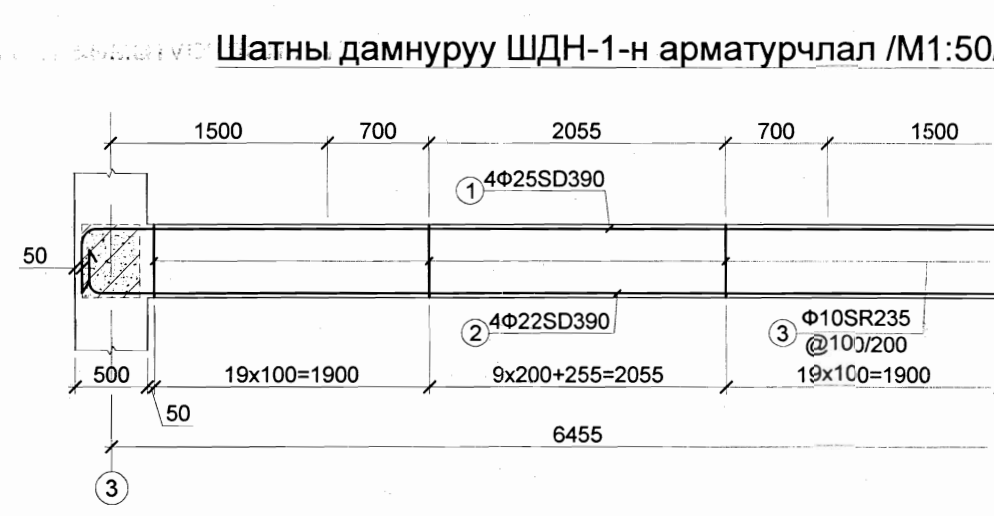 Шатны дамнуруу ШДН-1-н арматурчлал /М1:50
1500 700 2055 700 1500
1 4Ф25SD390
50
2 4Ф22SD390
3 Ф10SR235
@100/200
500 19x100=1900 9x200+255=2055 19x100=1900
50
6455
3